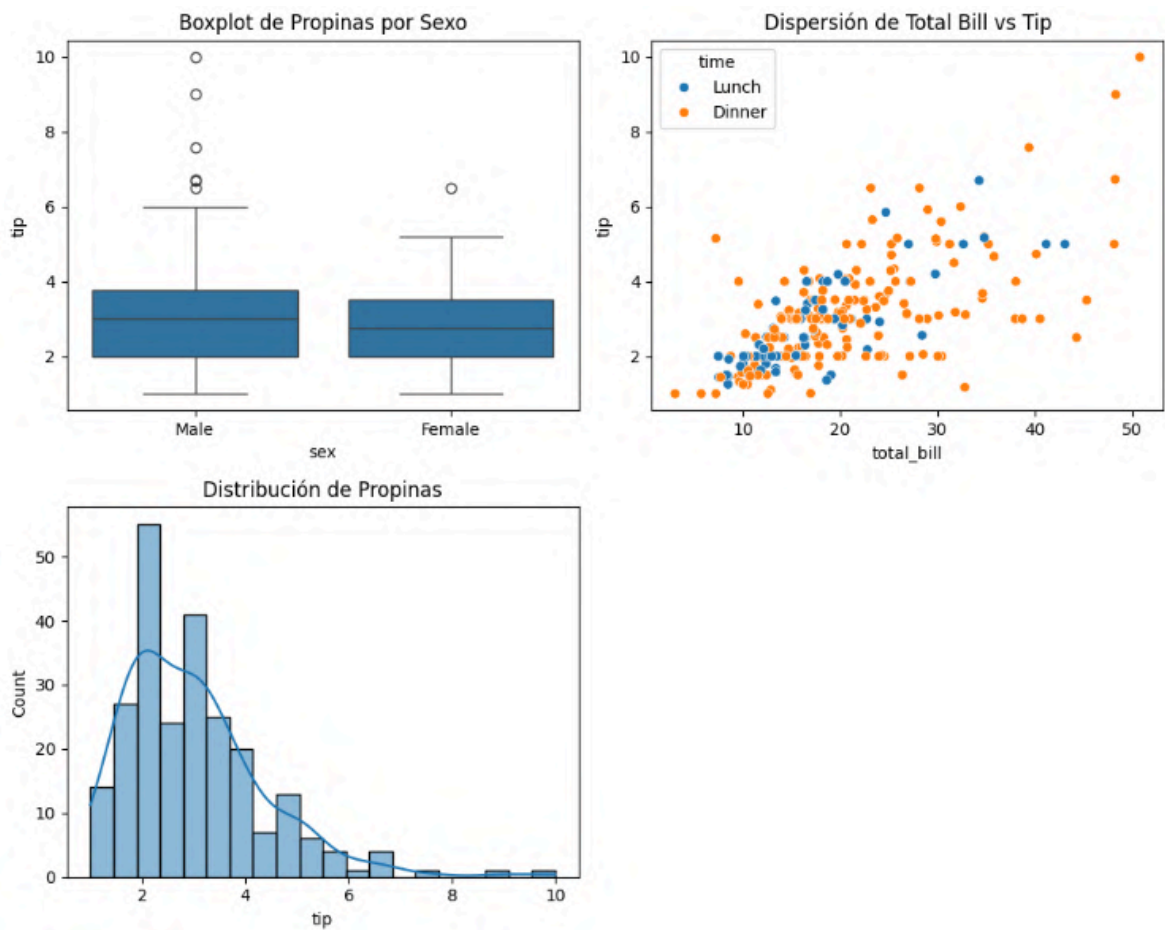 Boxplot de Propinas por Sexo
10
8
6
4
2
tip
Male
Female
sex
Dispersión de Total Bill vs Tip
time
Lunch
Dinner
10
8
6
4
2
tip
10
20
30
40
50
total_bill
Distribución de Propinas
50
40
30
20
10
0
Count
2
4
6
8
10
tip